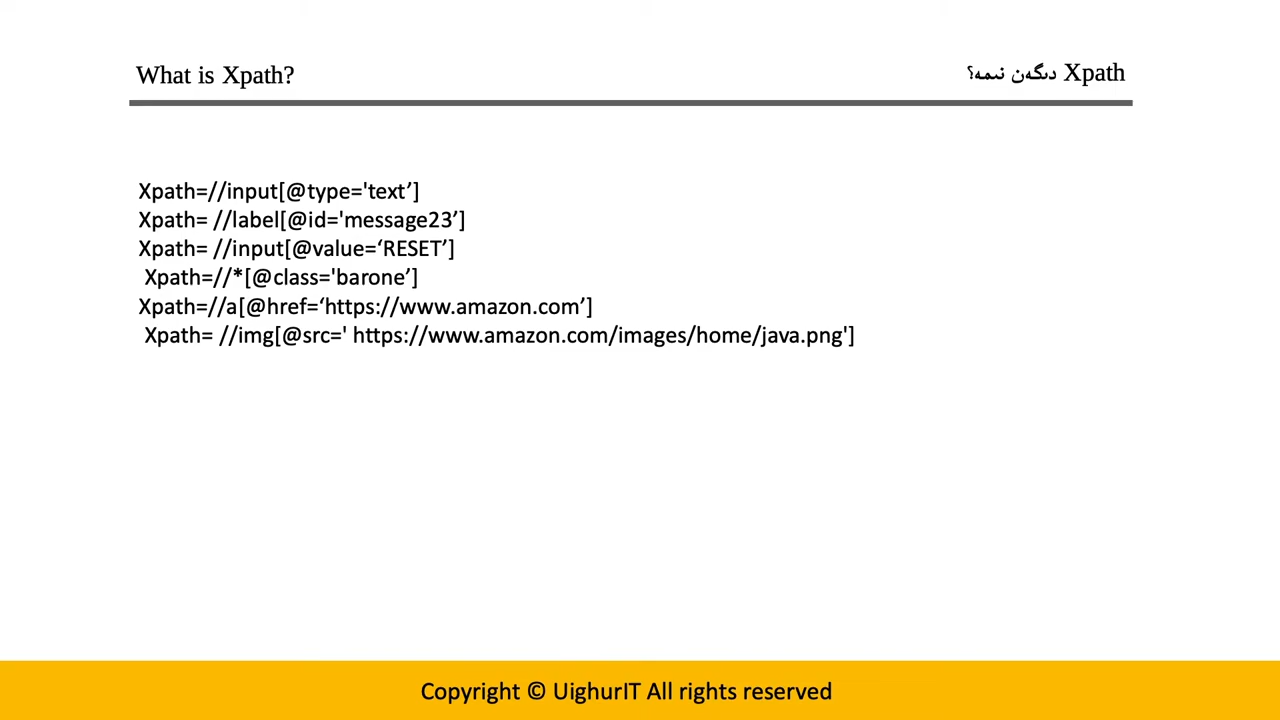 What is Xpath?
Xpath دىگەن نىمە؟
Xpath=//input[@type='text’]
Xpath= //label[@id='message23’]
Xpath= //input[@value=‘RESET’]
Xpath=//*[@class='barone’]
Xpath=//a[@href=‘https://www.amazon.com’]
Xpath= //img[@src=' https://www.amazon.com/images/home/java.png']
Copyright © UighurIT All rights reserved